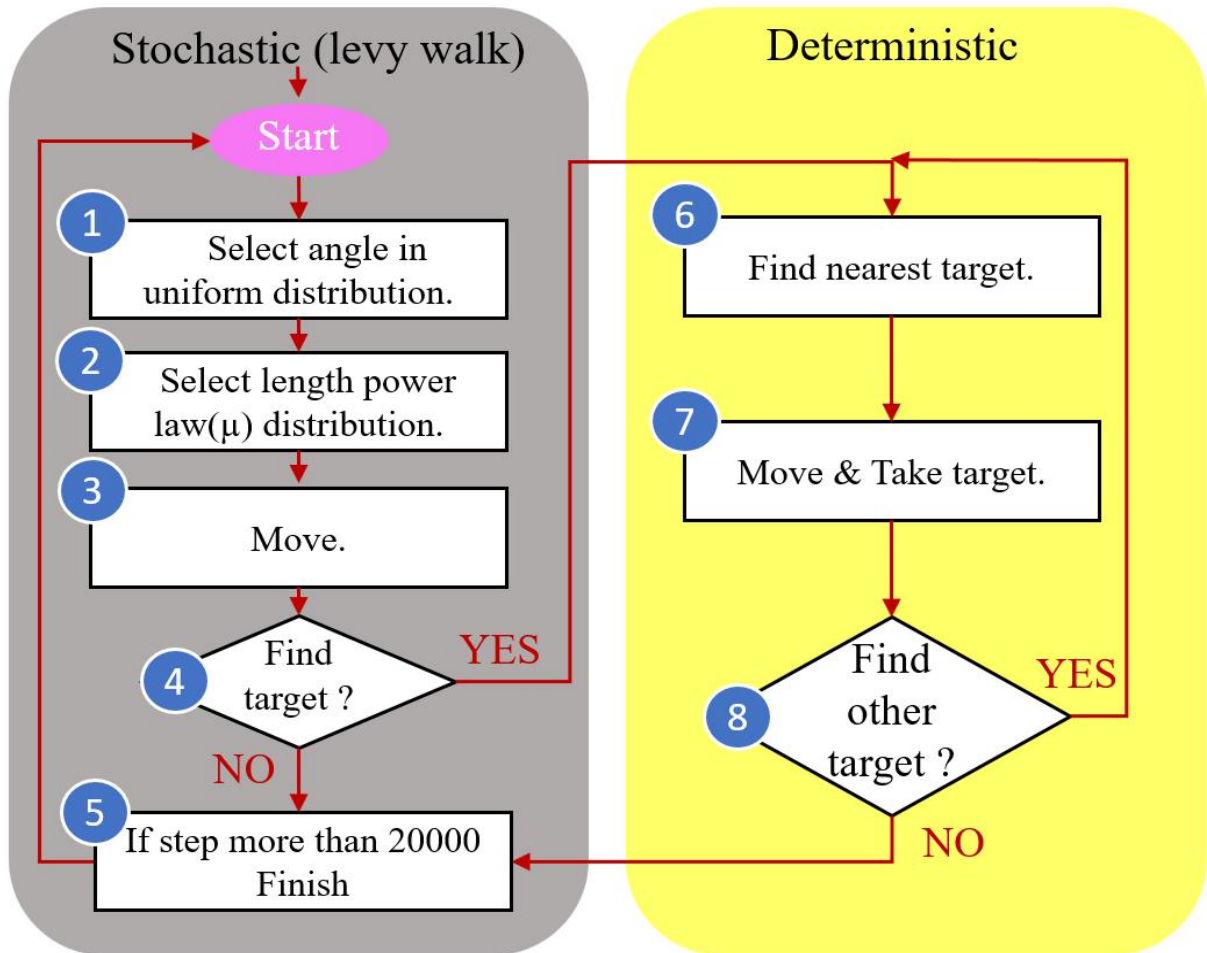 Stochastic (levy walk)
Start
1
Select angle in
uniform distribution.
2
Select length power
law(μ) distribution.
3
Move.
4
Find
target ?
YES
NO
5
If step more than 20000
Finish
Deterministic
6
Find nearest target.
7
Move & Take target.
8
Find
other
target ?
YES
NO